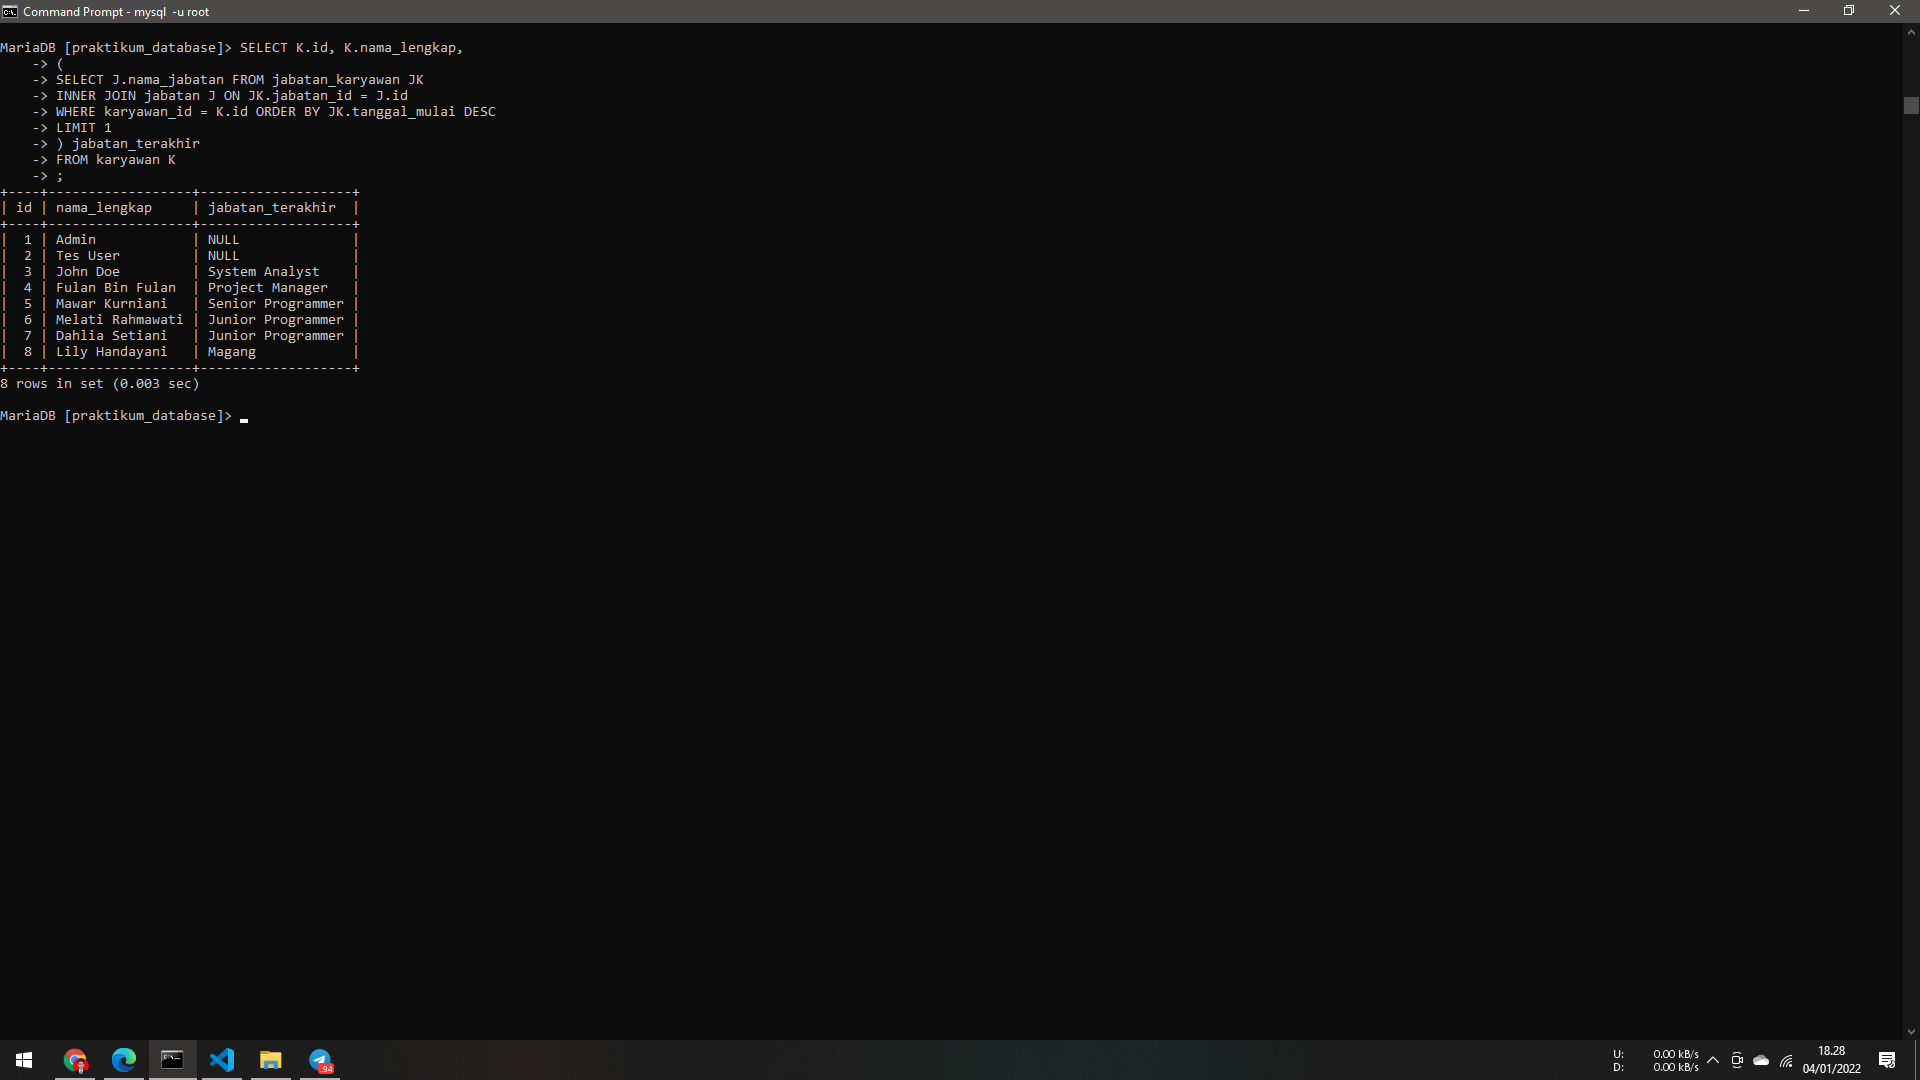 Command Prompt - mysql  -u root
MariaDB [praktikum_database]> SELECT K.id, K.nama_lengkap,
    -> (
    -> SELECT J.nama_jabatan FROM jabatan_karyawan JK
    -> INNER JOIN jabatan J ON JK.jabatan_id = J.id
    -> WHERE karyawan_id = K.id ORDER BY JK.tanggal_mulai DESC
    -> LIMIT 1
    -> ) jabatan_terakhir
    -> FROM karyawan K
    -> ;
+----+------------------+-------------------+
| id | nama_lengkap     | jabatan_terakhir  |
+----+------------------+-------------------+
|  1 | Admin            | NULL              |
|  2 | Tes User         | NULL              |
|  3 | John Doe         | System Analyst    |
|  4 | Fulan Bin Fulan  | Project Manager   |
|  5 | Mawar Kurniani   | Senior Programmer |
|  6 | Melati Rahmawati | Junior Programmer |
|  7 | Dahlia Setiani   | Junior Programmer |
|  8 | Lily Handayani   | Magang            |
+----+------------------+-------------------+
8 rows in set (0.003 sec)
MariaDB [praktikum_database]> _
94
U: 0.00 kB/s
D: 0.00 kB/s
18.28
04/01/2022